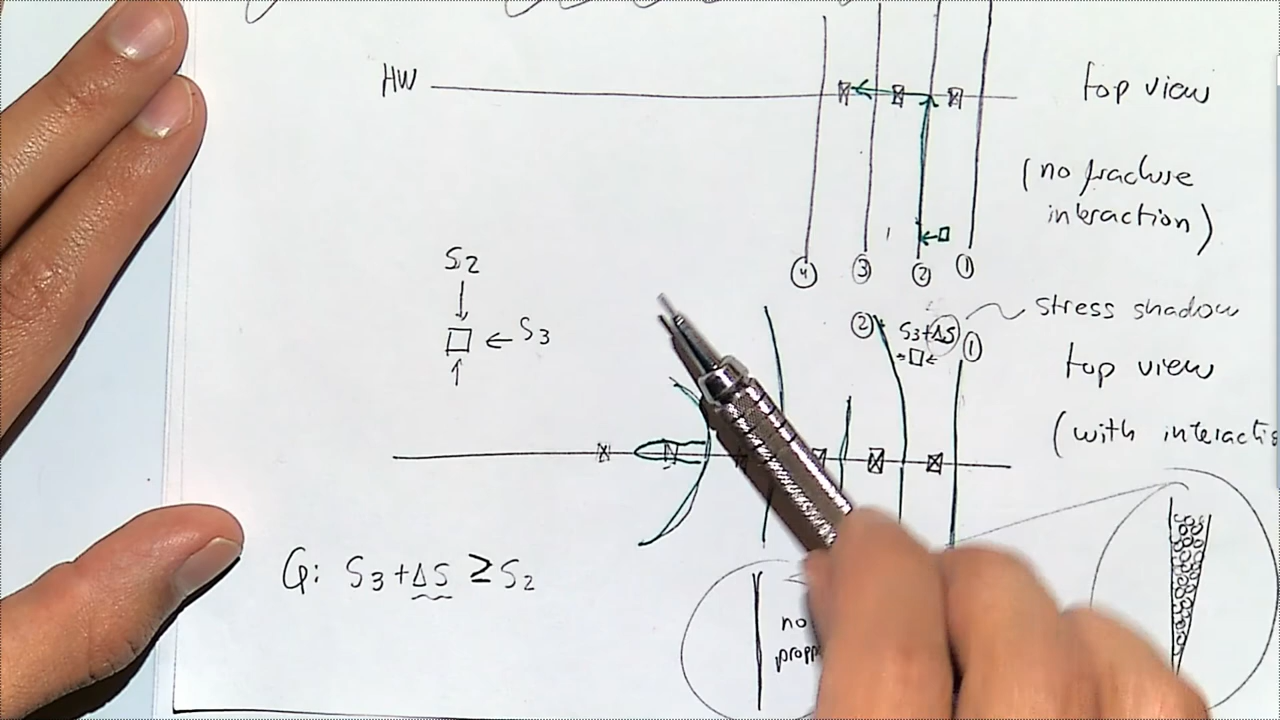 HW
top view
(no fracture
interaction)
4 3 2 1
S2
S3
2 S3+ΔS 1
stress shadow
top view
(with interactio
G: S3+ΔS ≥ S2
no
propp